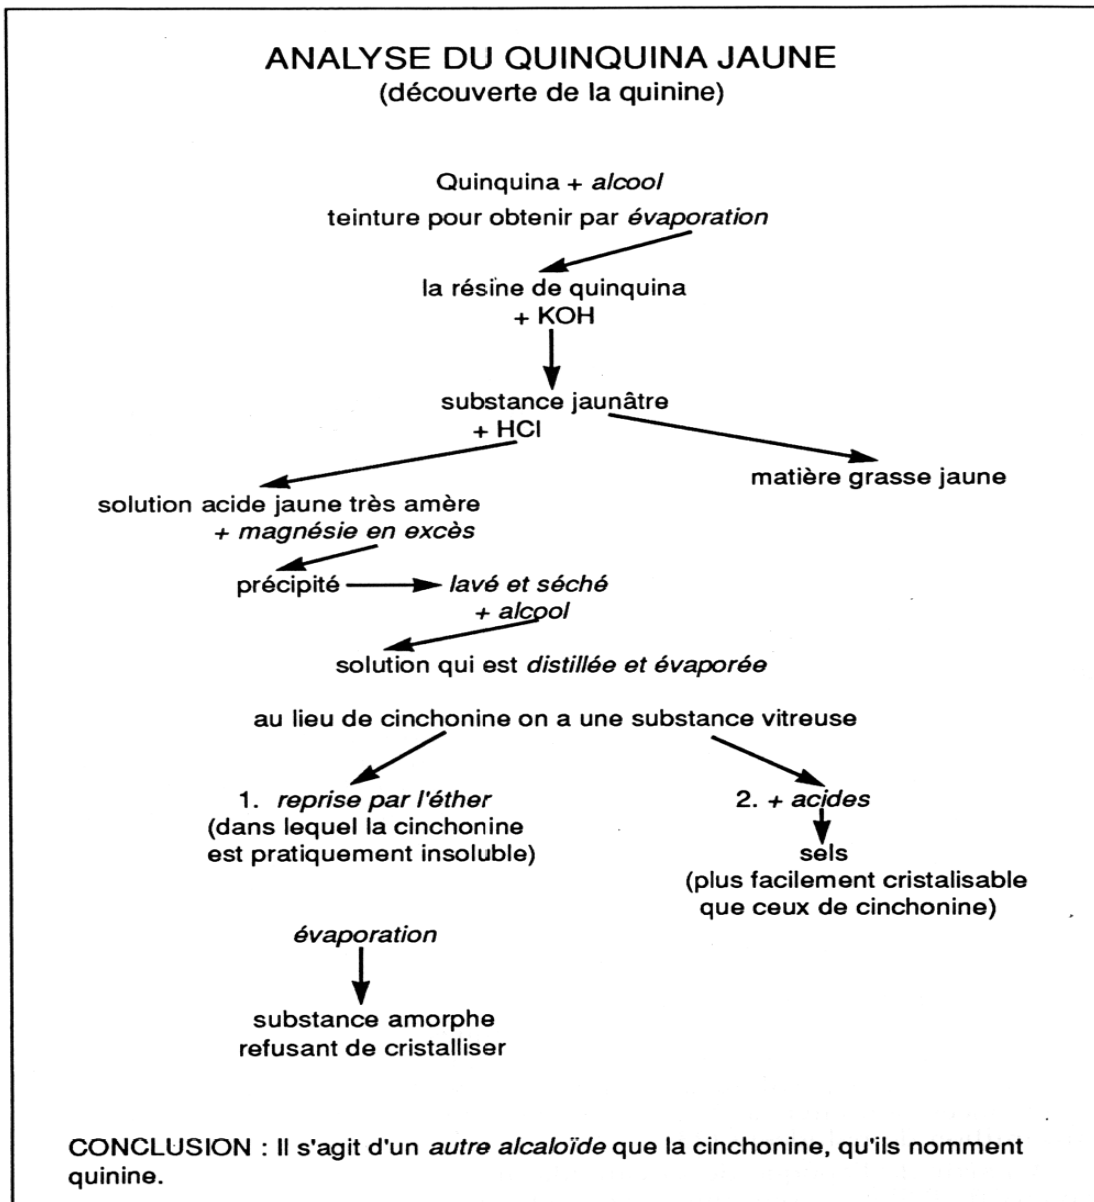 ANALYSE DU QUINQUINA JAUNE
(découverte de la quinine)
Quinquina + alcool
teinture pour obtenir par évaporation
la résine de quinquina
+ KOH
substance jaunâtre
+ HCl
matière grasse jaune
solution acide jaune très amère
+ magnésie en excès
précipité
lavé et séché
+ alcool
solution qui est distillée et évaporée
au lieu de cinchonine on a une substance vitreuse
1. reprise par l'éther
(dans lequel la cinchonine
est pratiquement insoluble)
2. + acides
sels
(plus facilement cristalisable
que ceux de cinchonine)
évaporation
substance amorphe
refusant de cristalliser
CONCLUSION : Il s'agit d'un autre alcaloïde que la cinchonine, qu'ils nomment
quinine.